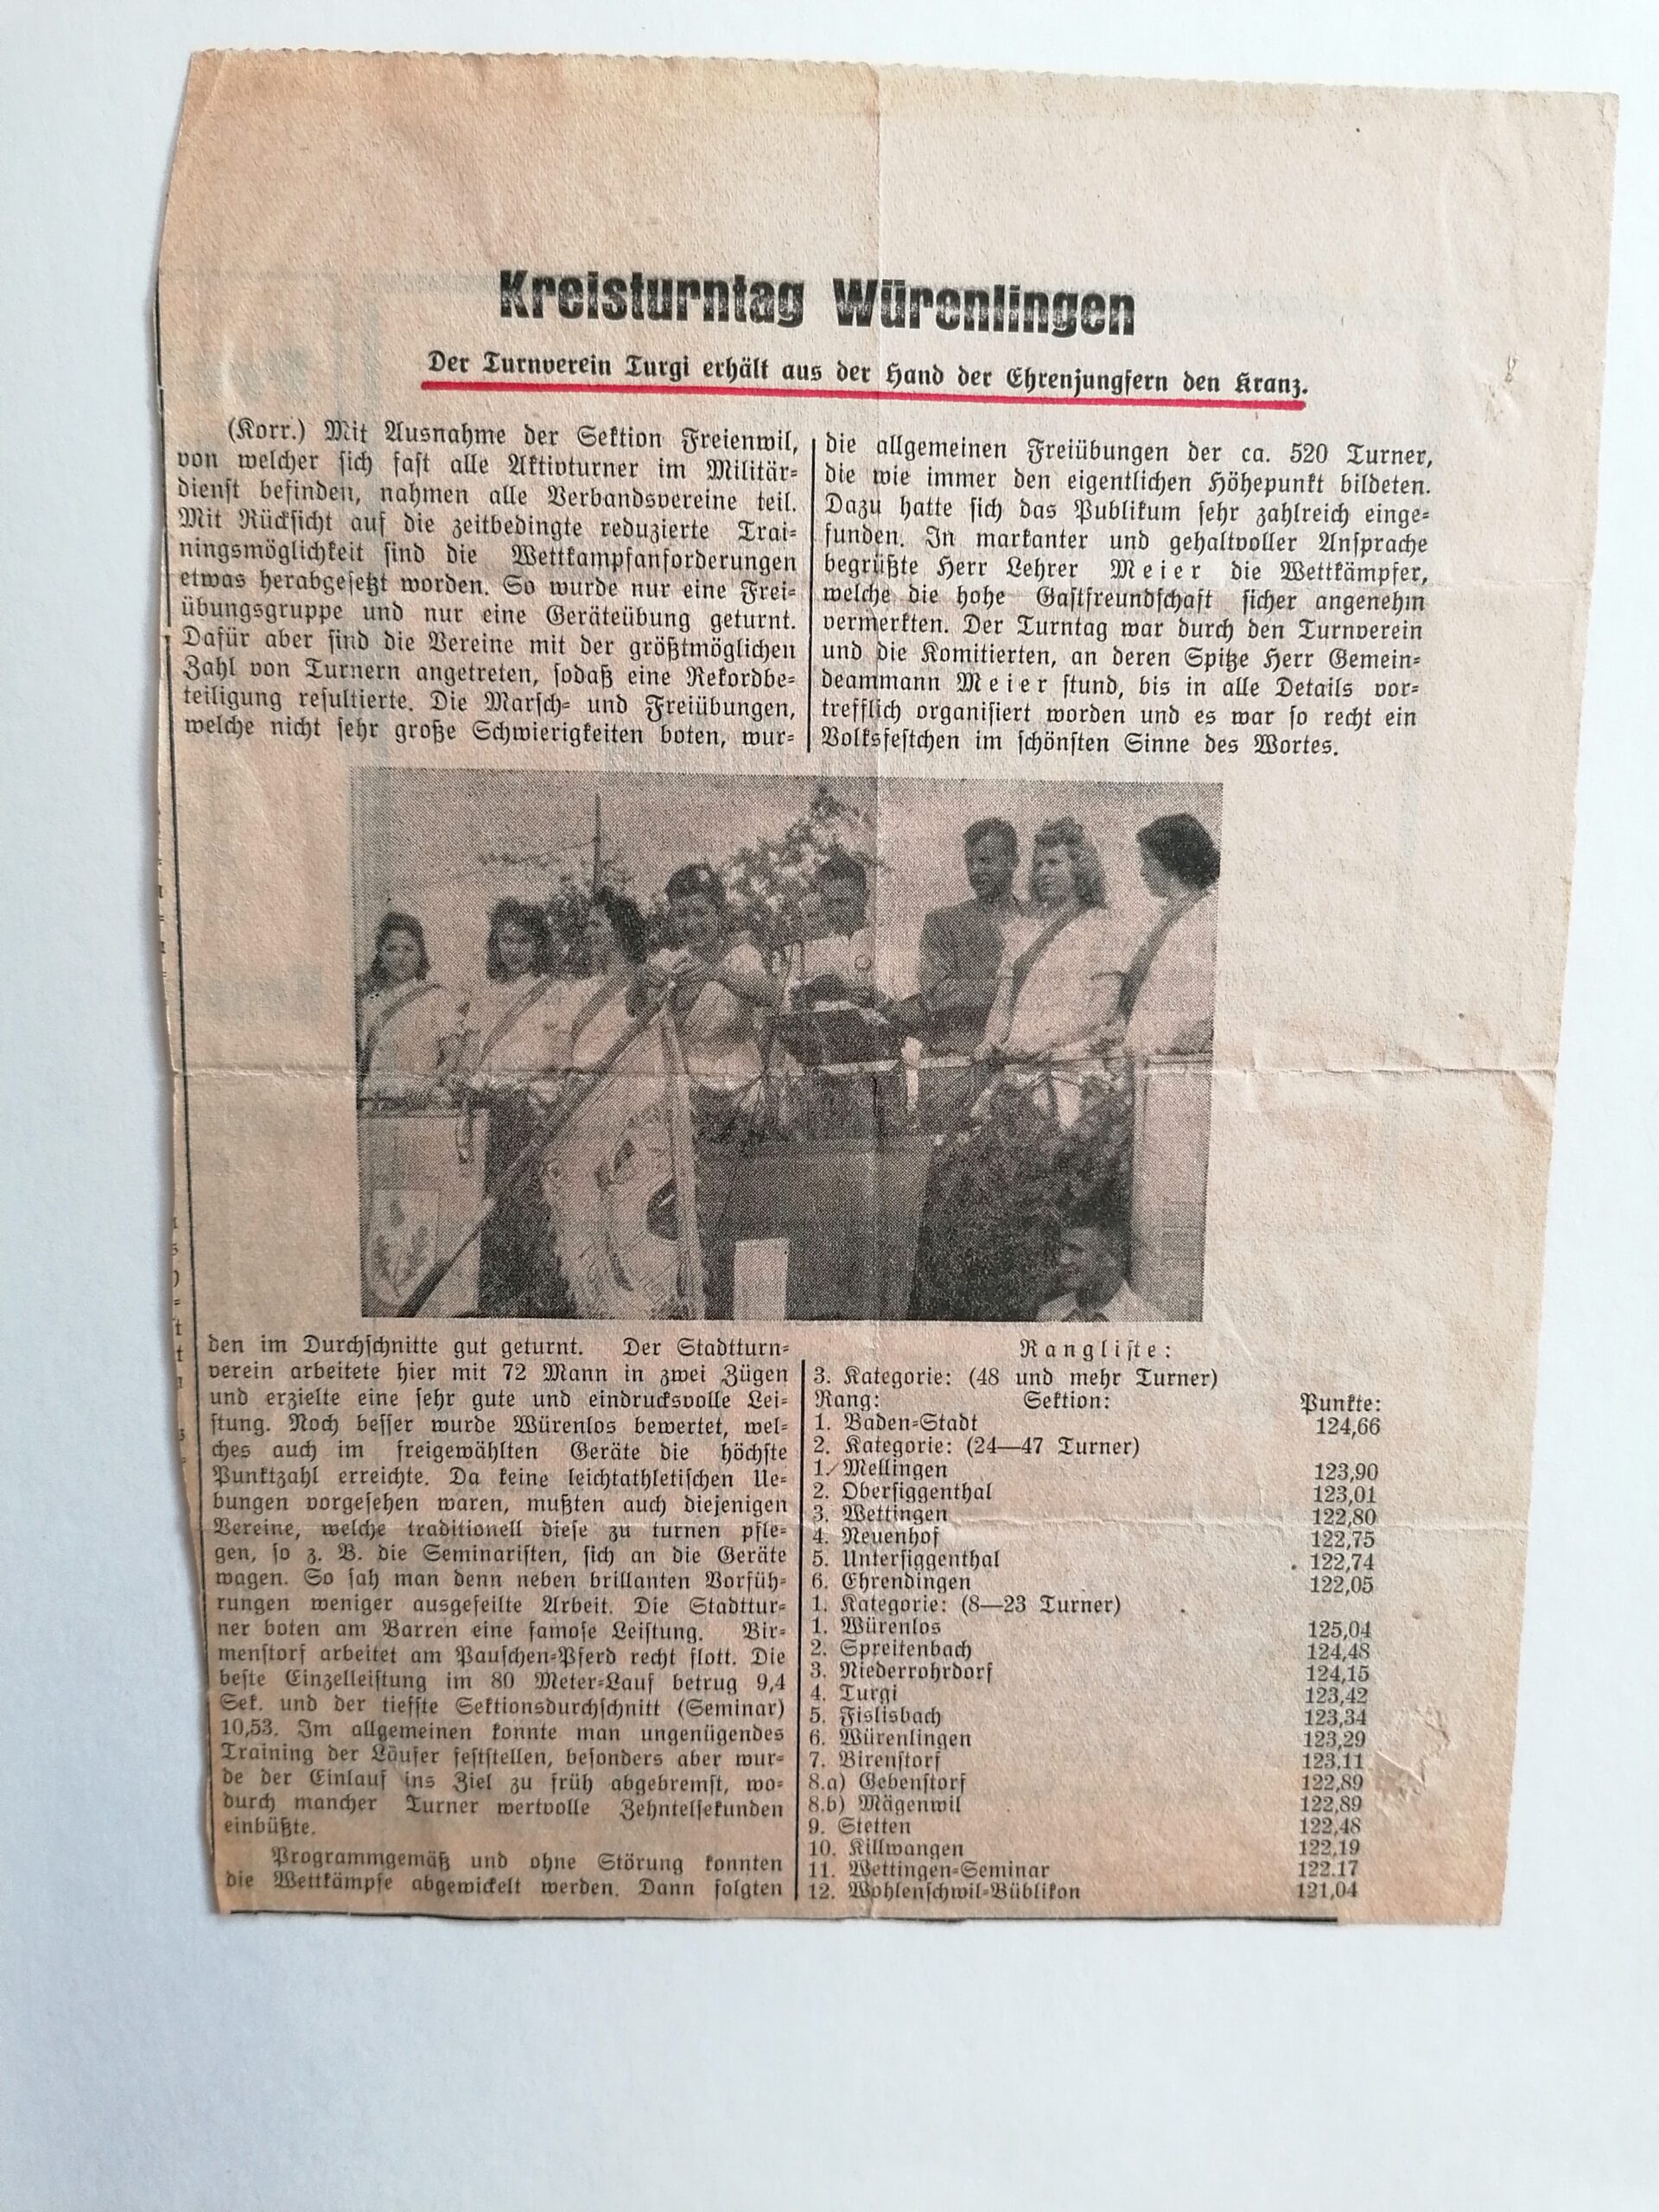 Kreisturntag Würenlingen
Der Turnverein Turgi erhält aus der Hand der Ehrenjungfern den Kranz.
(Korr.) Mit Ausnahme der Sektion Freienwil,
von welcher sich fast alle Aktivturner im Militär-
dienst befinden, nahmen alle Verbandsvereine teil.
Mit Rücksicht auf die zeitbedingte reduzierte Trai-
ningsmöglichkeit sind die Wettkampfanforderungen
etwas herabgesetzt worden. So wurde nur eine Frei-
übungsgruppe und nur eine Geräteübung geturnt.
Dafür aber sind die Vereine mit der größtmöglichen
Zahl von Turnern angetreten, sodaß eine Rekordbe-
teiligung resultierte. Die Marsch- und Freiübungen,
welche nicht sehr große Schwierigkeiten boten, wur-
den im Durchschnitte gut geturnt. Der Stadtturn-
verein arbeitete hier mit 72 Mann in zwei Zügen
und erzielte eine sehr gute und eindrucksvolle Lei-
stung. Noch besser wurde Würenlos bewertet, wel-
ches auch im freigewählten Geräte die höchste
Punktzahl erreichte. Da keine leichtathletischen Ue-
bungen vorgesehen waren, mußten auch diejenigen
Vereine, welche traditionell diese zu turnen pfle-
gen, so z. B. die Seminaristen, sich an die Geräte
wagen. So sah man denn neben brillanten Vorfüh-
rungen weniger ausgefeilte Arbeit. Die Stadttur-
ner boten am Barren eine famose Leistung. Bir-
menstorf arbeitet am Pauschen-Pferd recht flott. Die
beste Einzelleistung im 80 Meter-Lauf betrug 9,4
Sek. und der tiefste Sektionsdurchschnitt (Seminar)
10,53. Im allgemeinen konnte man ungenügendes
Training der Läufer feststellen, besonders aber wur-
de der Einlauf ins Ziel zu früh abgebremst, wo-
durch mancher Turner wertvolle Zehntelsekunden
einbüßte.
Programmgemäß und ohne Störung konnten
die Wettkämpfe abgewickelt werden. Dann folgten
die allgemeinen Freiübungen der ca. 520 Turner,
die wie immer den eigentlichen Höhepunkt bildeten.
Dazu hatte sich das Publikum sehr zahlreich einge-
funden. In markanter und gehaltvoller Ansprache
begrüßte Herr Lehrer Meier die Wettkämpfer,
welche die hohe Gastfreundschaft sicher angenehm
vermerkten. Der Turntag war durch den Turnverein
und die Komitierten, an deren Spitze Herr Gemein-
deammann Meier stund, bis in alle Details vor-
trefflich organisiert worden und es war so recht ein
Volksfestchen im schönsten Sinne des Wortes.
Rangliste:
3. Kategorie: (48 und mehr Turner)
Rang: Sektion: Punkte:
1. Baden-Stadt 124,66
2. Kategorie: (24—47 Turner)
1. Mellingen 123,90
2. Obersiggenthal 123,01
3. Wettingen 122,80
4. Neuenhof 122,75
5. Untersiggenthal 122,74
6. Ehrendingen 122,05
1. Kategorie: (8—23 Turner)
1. Würenlos 125,04
2. Spreitenbach 124,48
3. Niederrohrdorf 124,15
4. Turgi 123,42
5. Fislisbach 123,34
6. Würenlingen 123,29
7. Birenstorf 123,11
8.a) Gebenstorf 122,89
8.b) Mägenwil 122,89
9. Stetten 122,48
10. Killwangen 122,19
11. Wettingen-Seminar 122.17
12. Wohlenschwil-Büblikon 121,04